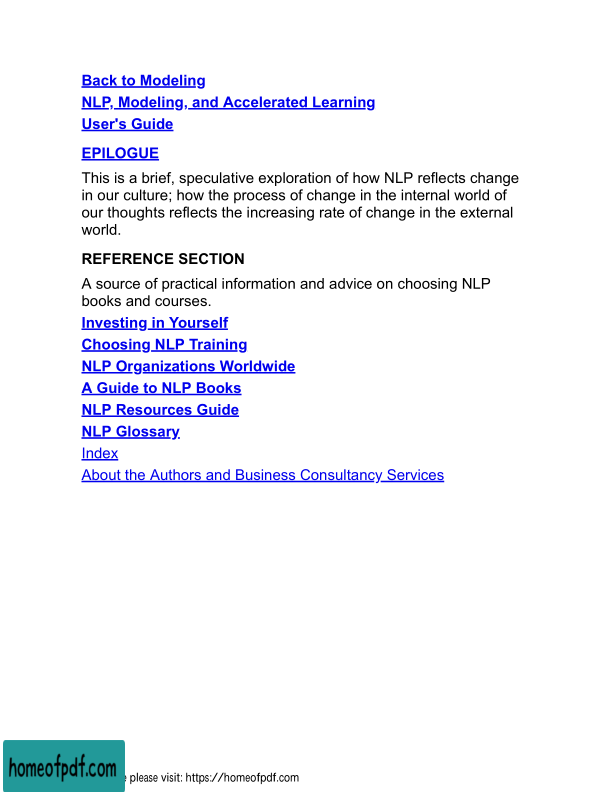 Back to Modeling
NLP, Modeling, and Accelerated Learning
User's Guide
EPILOGUE
This is a brief, speculative exploration of how NLP reflects change
in our culture; how the process of change in the internal world of
our thoughts reflects the increasing rate of change in the external
world.
REFERENCE SECTION
A source of practical information and advice on choosing NLP
books and courses.
Investing in Yourself
Choosing NLP Training
NLP Organizations Worldwide
A Guide to NLP Books
NLP Resources Guide
NLP Glossary
Index
About the Authors and Business Consultancy Services
homeofpdf.com
please visit: https://homeofpdf.com